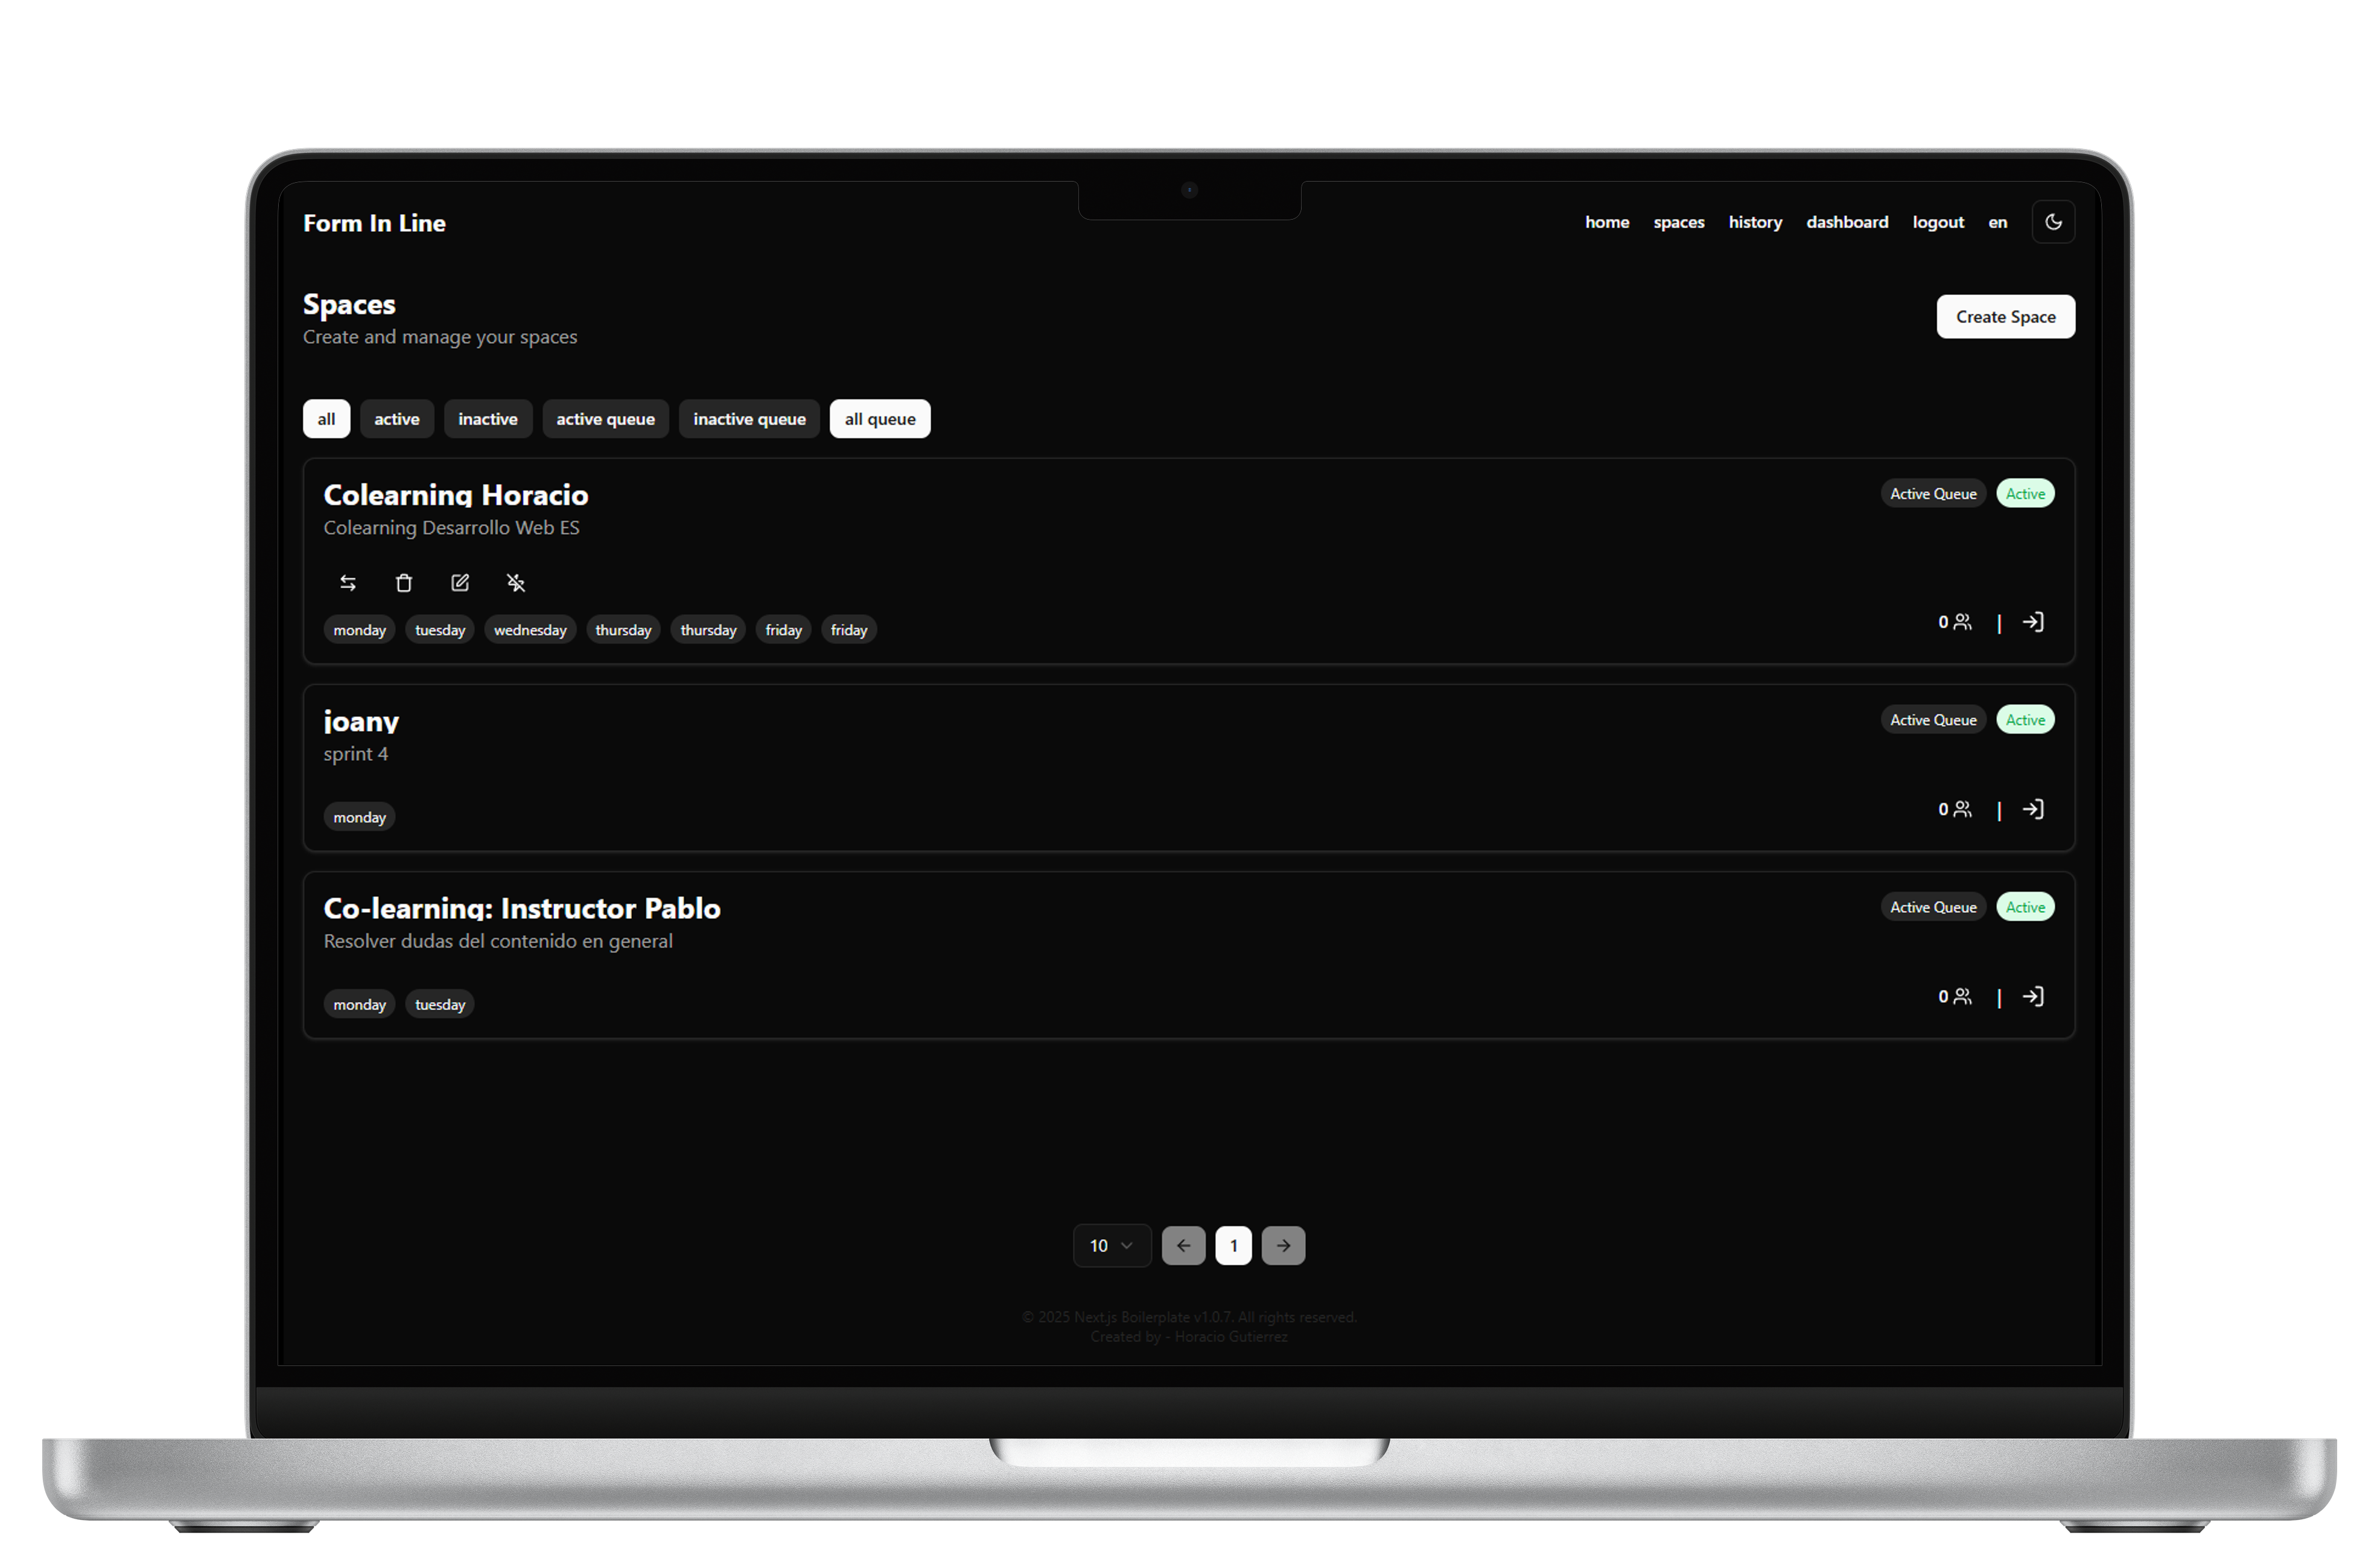 Form In Line
home spaces history dashboard logout en
Spaces
Create and manage your spaces
Create Space
all active inactive active queue inactive queue all queue
Colearning Horacio
Active Queue Active
Colearning Desarrollo Web ES
monday tuesday wednesday thursday thursday friday friday
0 |
joany
Active Queue Active
sprint 4
monday
0 |
Co-learning: Instructor Pablo
Active Queue Active
Resolver dudas del contenido en general
monday tuesday
0 |
10 1
© 2025 Next.js Boilerplate v1.0.7. All rights reserved.
Created by - Horacio Gutierrez